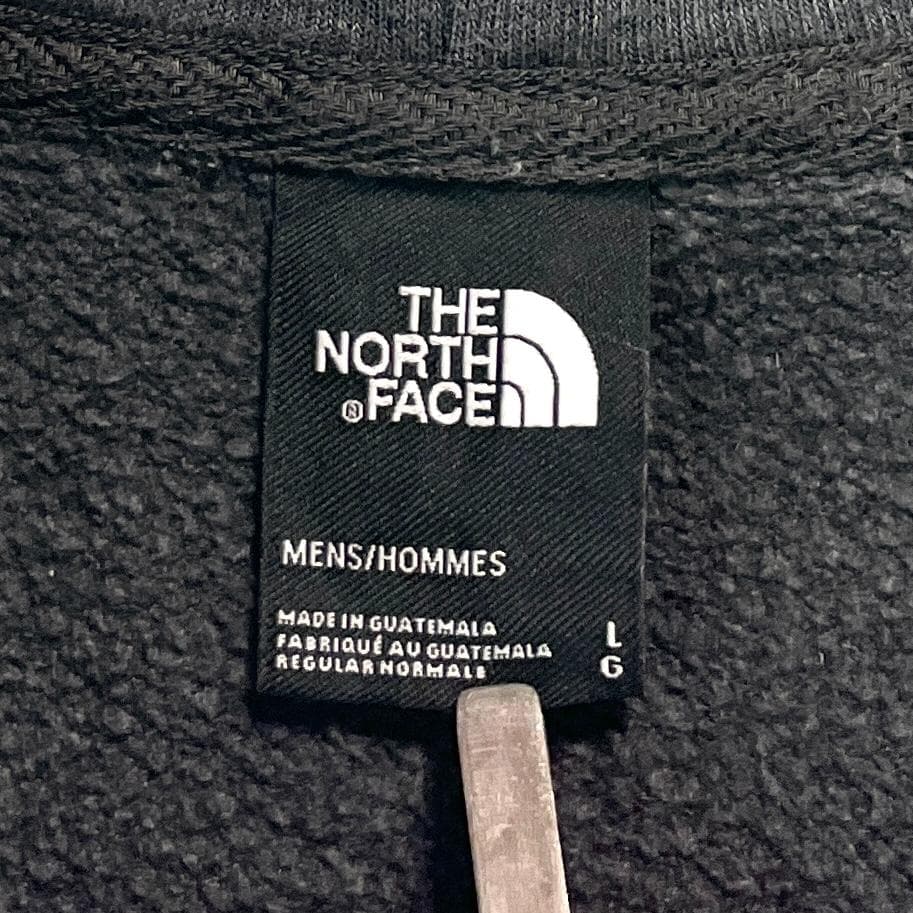 THE
NORTH
®FACE
MENS/HOMMES
MADE IN GUATEMALA
FABRIQUÉ AU GUATEMALA
REGULAR NORMALE
L
G